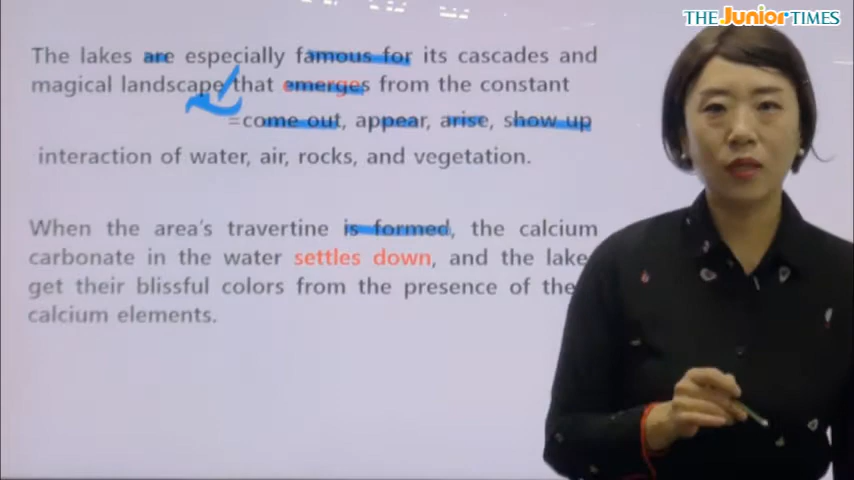 THE Junior TIMES
The lakes are especially famous for its cascades and
magical landscape that emerges from the constant
=come out, appear, arise, show up
interaction of water, air, rocks, and vegetation.
When the area's travertine is formed, the calcium
carbonate in the water settles down, and the lake
get their blissful colors from the presence of the
calcium elements.